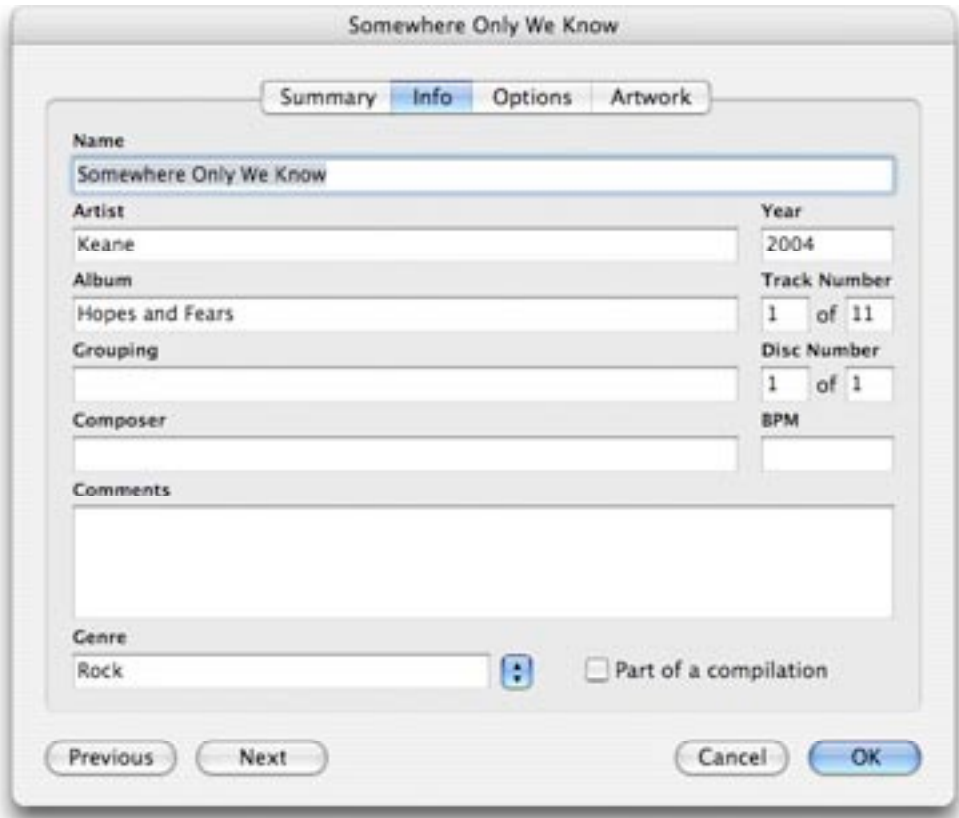 Somewhere Only We Know
Summary Info Options Artwork
Name
Somewhere Only We Know
Artist Year
Keane 2004
Album Track Number
Hopes and Fears 1 of 11
Grouping Disc Number
1 of 1
Composer BPM
Comments
Genre
Rock Part of a compilation
Previous Next Cancel OK